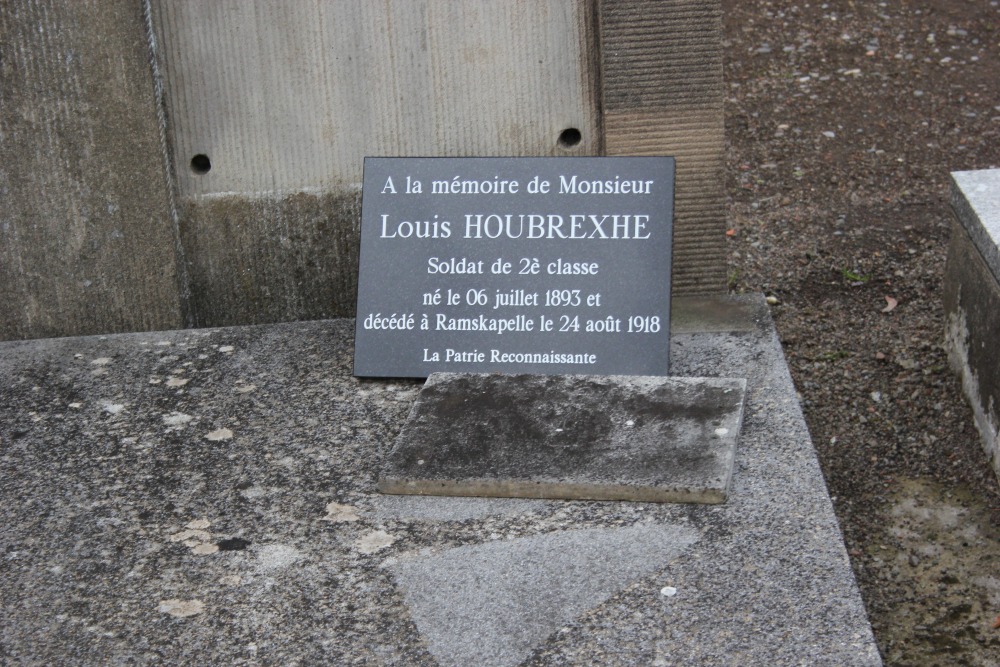 A la mémoire de Monsieur
Louis HOUBREXHE
Soldat de 2è classe
né le 06 juillet 1893 et
décédé à Ramskapelle le 24 août 1918
La Patrie Reconnaissante